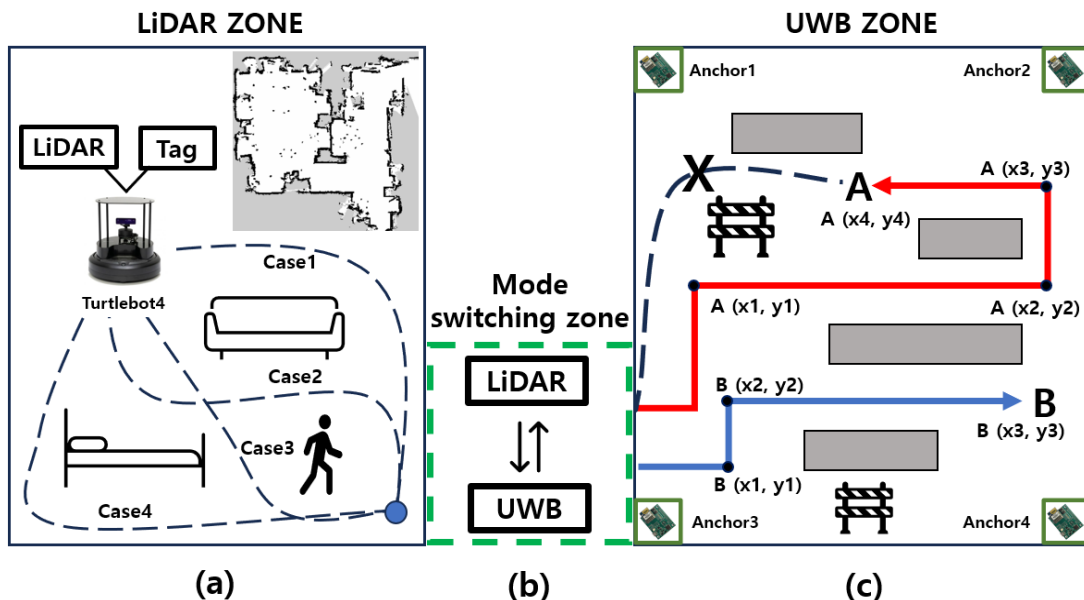 LiDAR ZONE
LiDAR
Tag
Turtlebot4
Case1
Case2
Case3
Case4
(a)
Mode
switching zone
LiDAR
UWB
(b)
UWB ZONE
Anchor1
Anchor2
X
A
A (x3, y3)
A (x4, y4)
A (x1, y1)
A (x2, y2)
B (x2, y2)
B
B (x3, y3)
B (x1, y1)
Anchor3
Anchor4
(c)